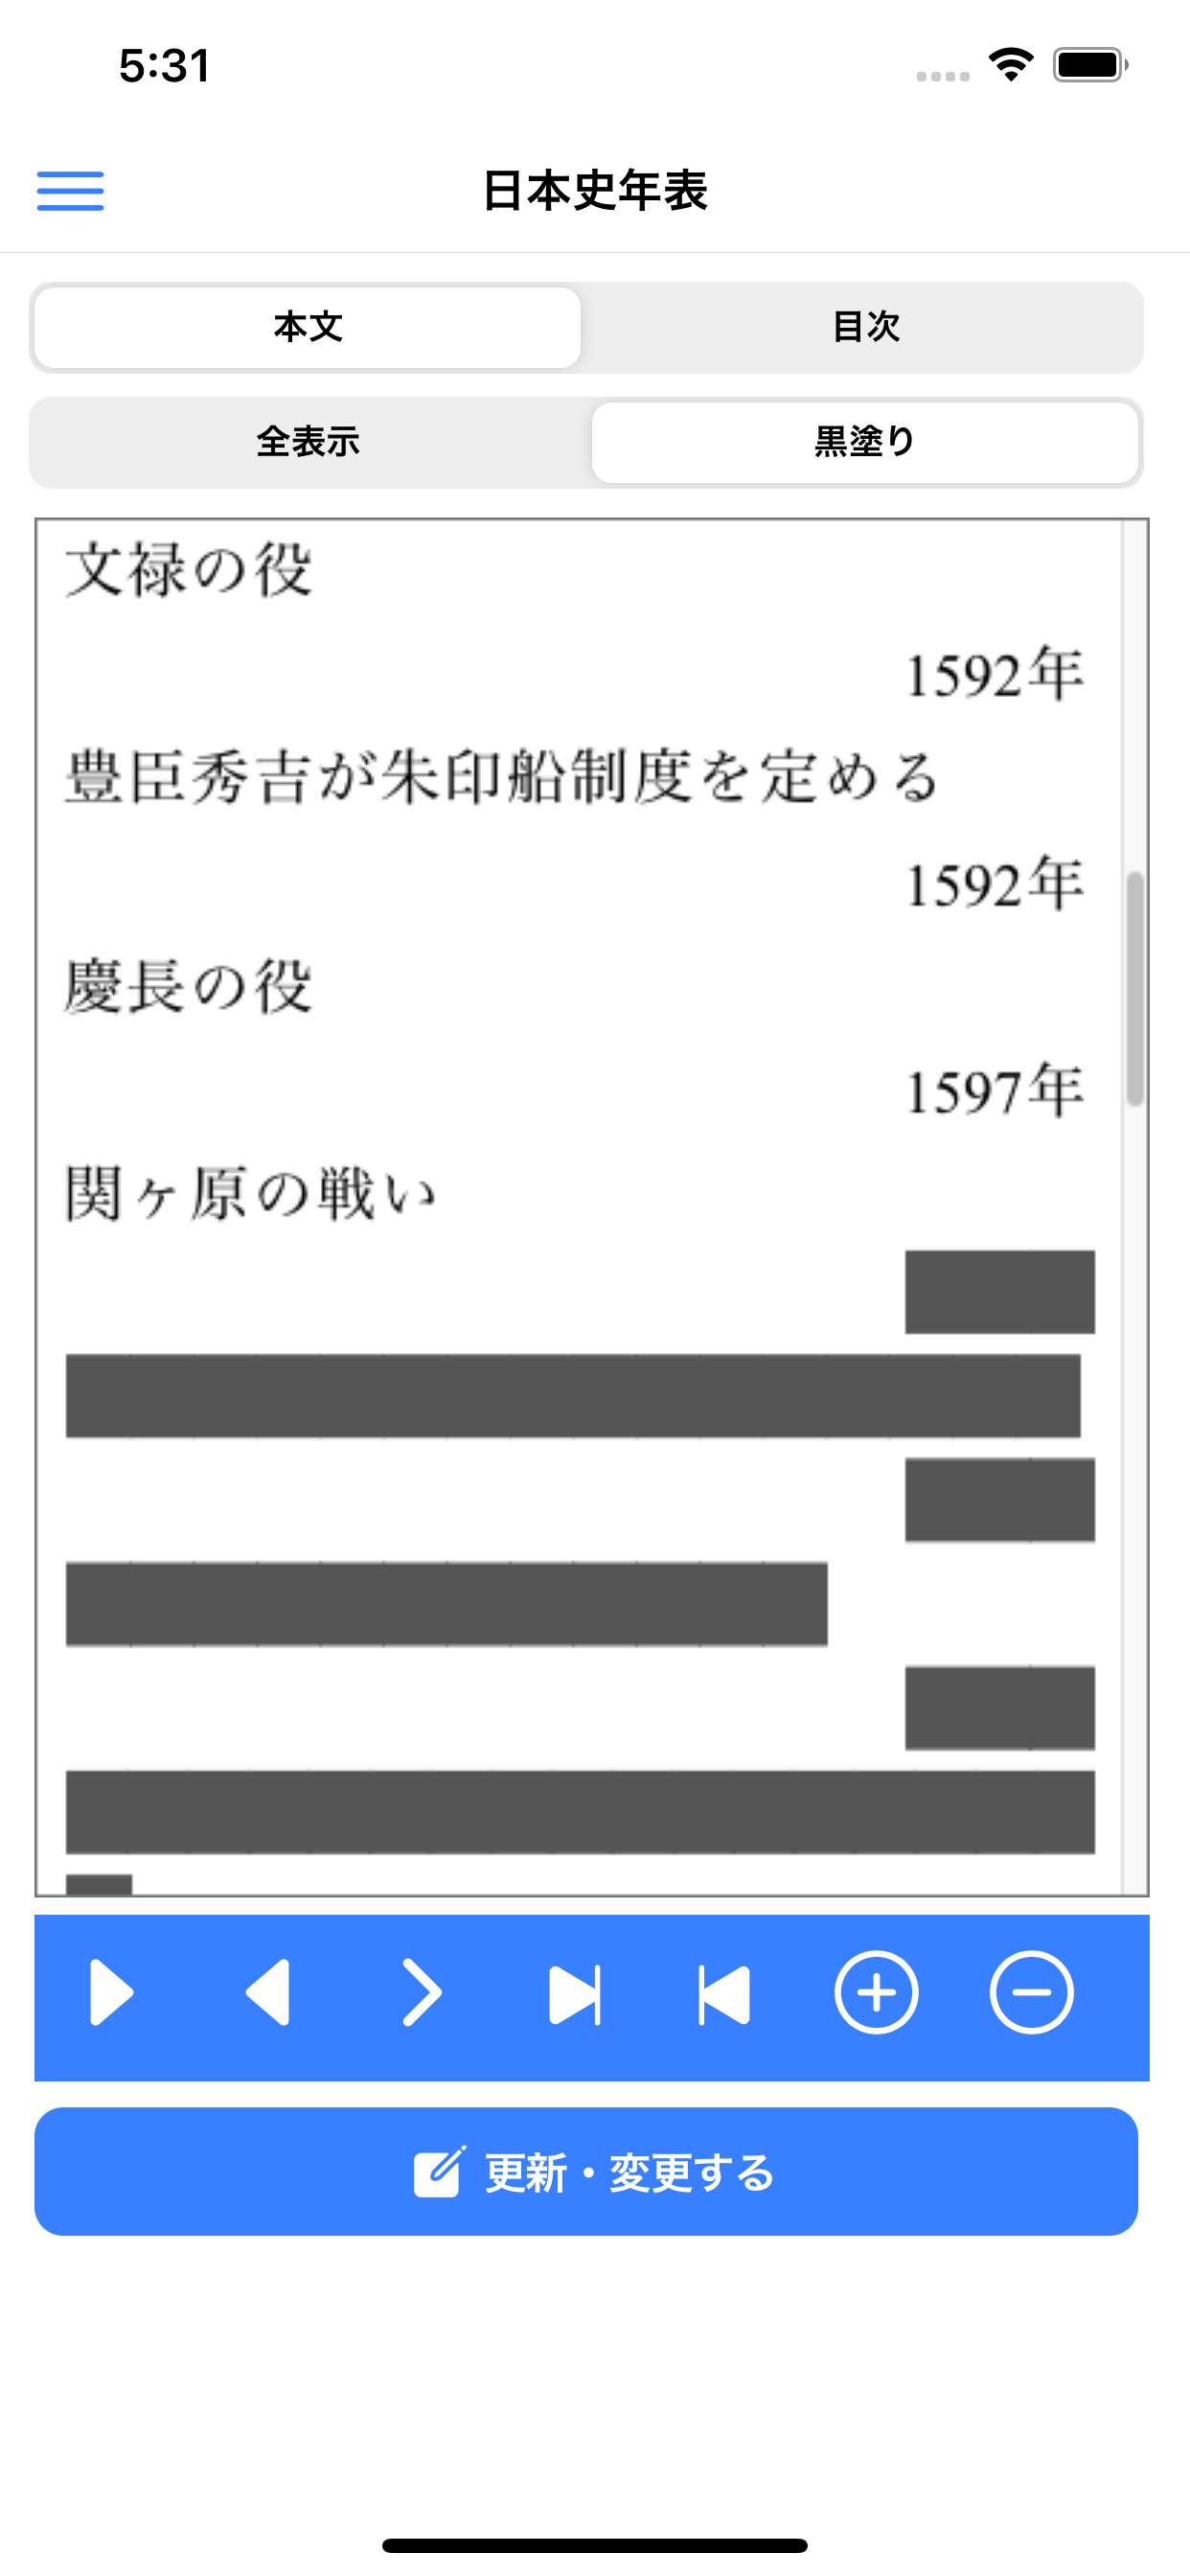 5:31
日本史年表
本文
目次
全表示
黒塗り
文禄の役
1592年
豊臣秀吉が朱印船制度を定める
1592年
慶長の役
1597年
関ヶ原の戦い
更新・変更する